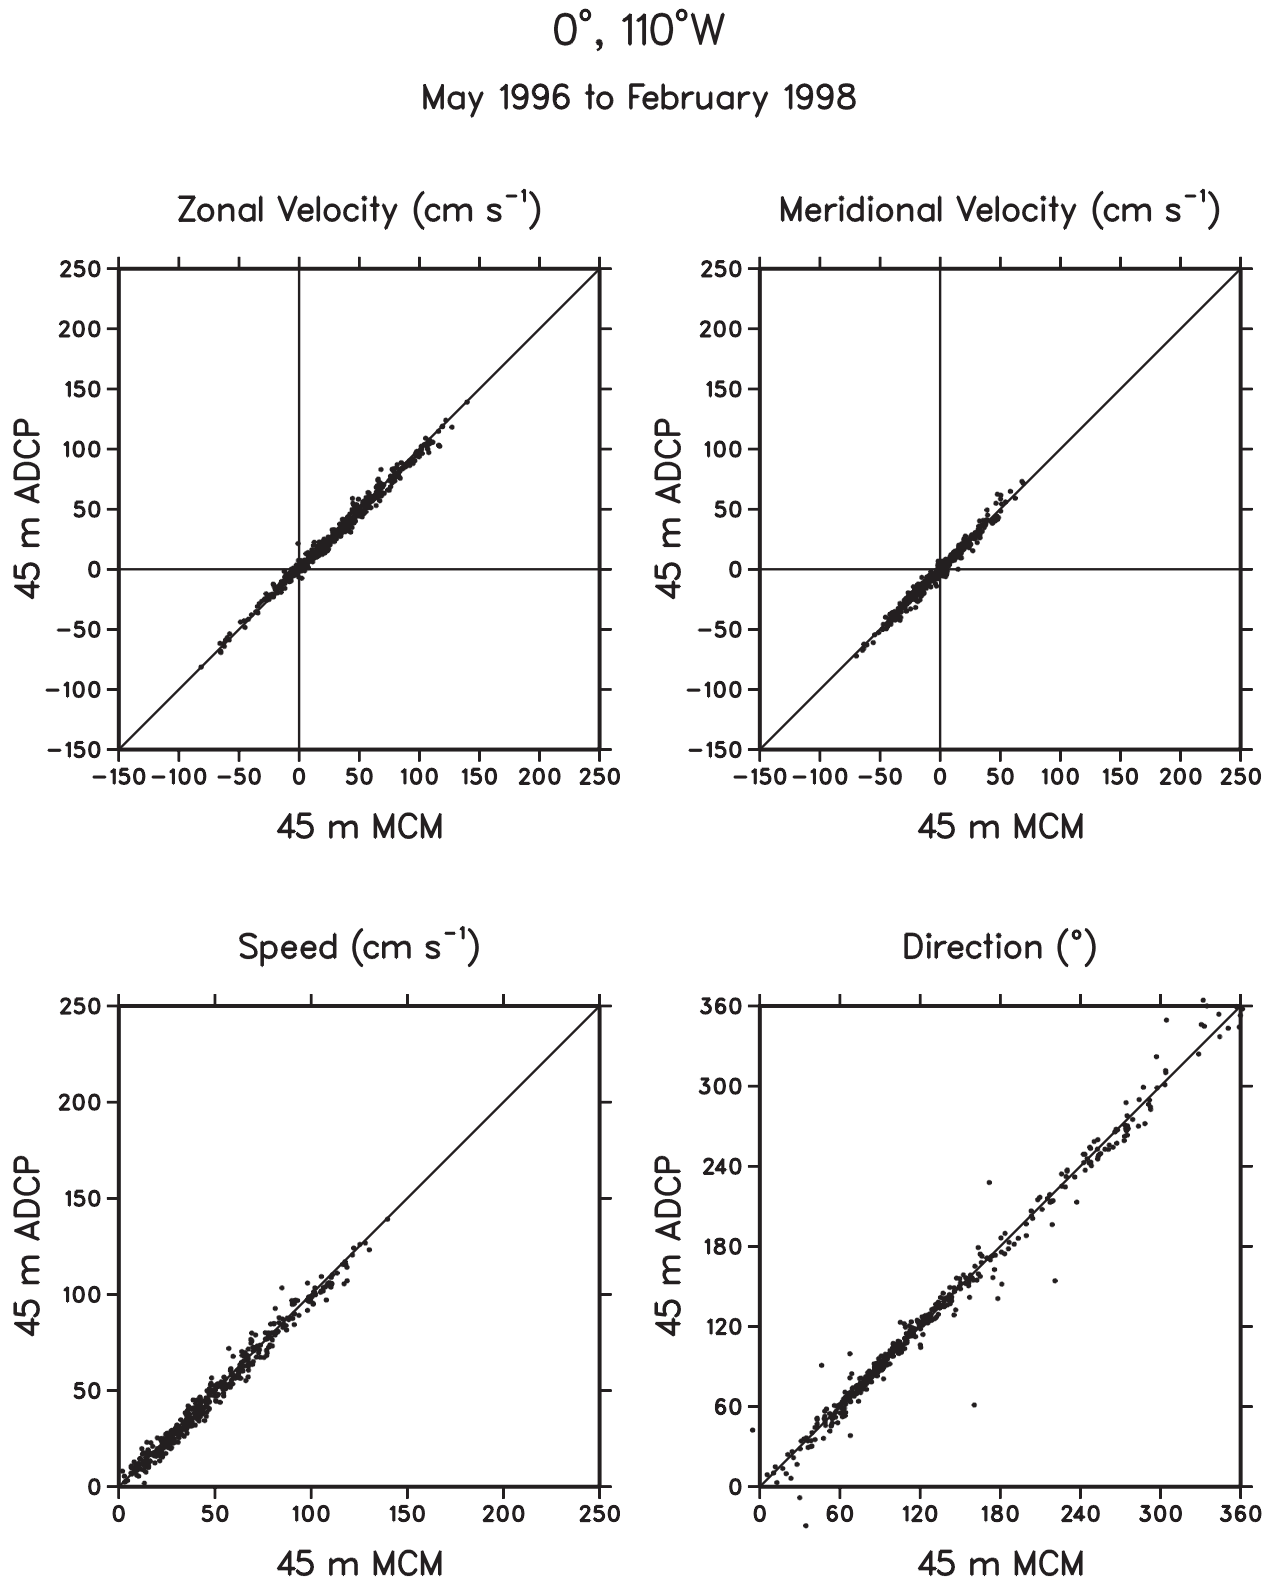 0°, 110°W
May 1996 to February 1998
Zonal Velocity (cm s⁻¹)
250
200
150
100
50
0
−50
−100
−150
45 m ADCP
−150 −100 −50 0 50 100 150 200 250
45 m MCM
Meridional Velocity (cm s⁻¹)
250
200
150
100
50
0
−50
−100
−150
45 m ADCP
−150 −100 −50 0 50 100 150 200 250
45 m MCM
Speed (cm s⁻¹)
250
200
150
100
50
0
45 m ADCP
0 50 100 150 200 250
45 m MCM
Direction (°)
360
300
240
180
120
60
0
45 m ADCP
0 60 120 180 240 300 360
45 m MCM